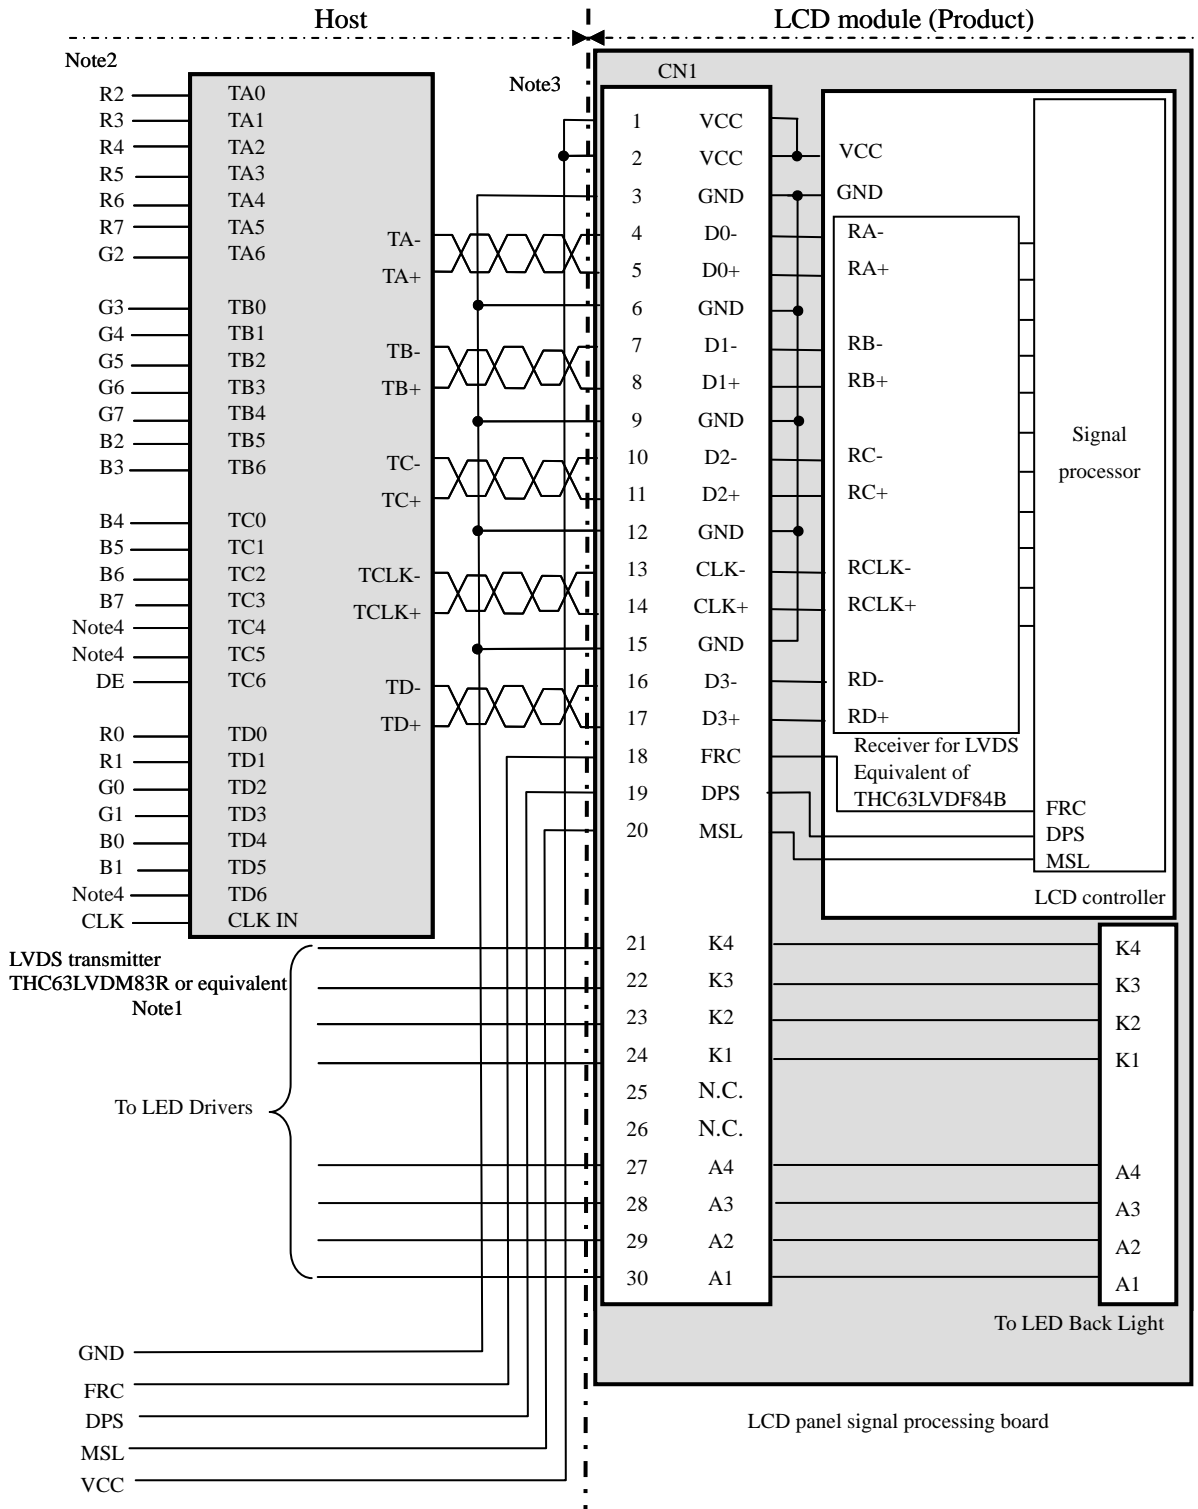 Host
LCD module (Product)
Note2
R2 TA0
R3 TA1
R4 TA2
R5 TA3
R6 TA4
R7 TA5
G2 TA6
G3 TB0
G4 TB1
G5 TB2
G6 TB3
G7 TB4
B2 TB5
B3 TB6
B4 TC0
B5 TC1
B6 TC2
B7 TC3
Note4 TC4
Note4 TC5
DE TC6
R0 TD0
R1 TD1
G0 TD2
G1 TD3
B0 TD4
B1 TD5
Note4 TD6
CLK CLK IN
TA-
TA+
TB-
TB+
TC-
TC+
TCLK-
TCLK+
TD-
TD+
LVDS transmitter
THC63LVDM83R or equivalent
Note1
To LED Drivers
GND
FRC
DPS
MSL
VCC
Note3
CN1
1 VCC
2 VCC
3 GND
4 D0-
5 D0+
6 GND
7 D1-
8 D1+
9 GND
10 D2-
11 D2+
12 GND
13 CLK-
14 CLK+
15 GND
16 D3-
17 D3+
18 FRC
19 DPS
20 MSL
21 K4
22 K3
23 K2
24 K1
25 N.C.
26 N.C.
27 A4
28 A3
29 A2
30 A1
VCC
GND
RA-
RA+
RB-
RB+
RC-
RC+
RCLK-
RCLK+
RD-
RD+
Receiver for LVDS
Equivalent of
THC63LVDF84B
Signal
processor
FRC
DPS
MSL
LCD controller
K4
K3
K2
K1
A4
A3
A2
A1
To LED Back Light
LCD panel signal processing board